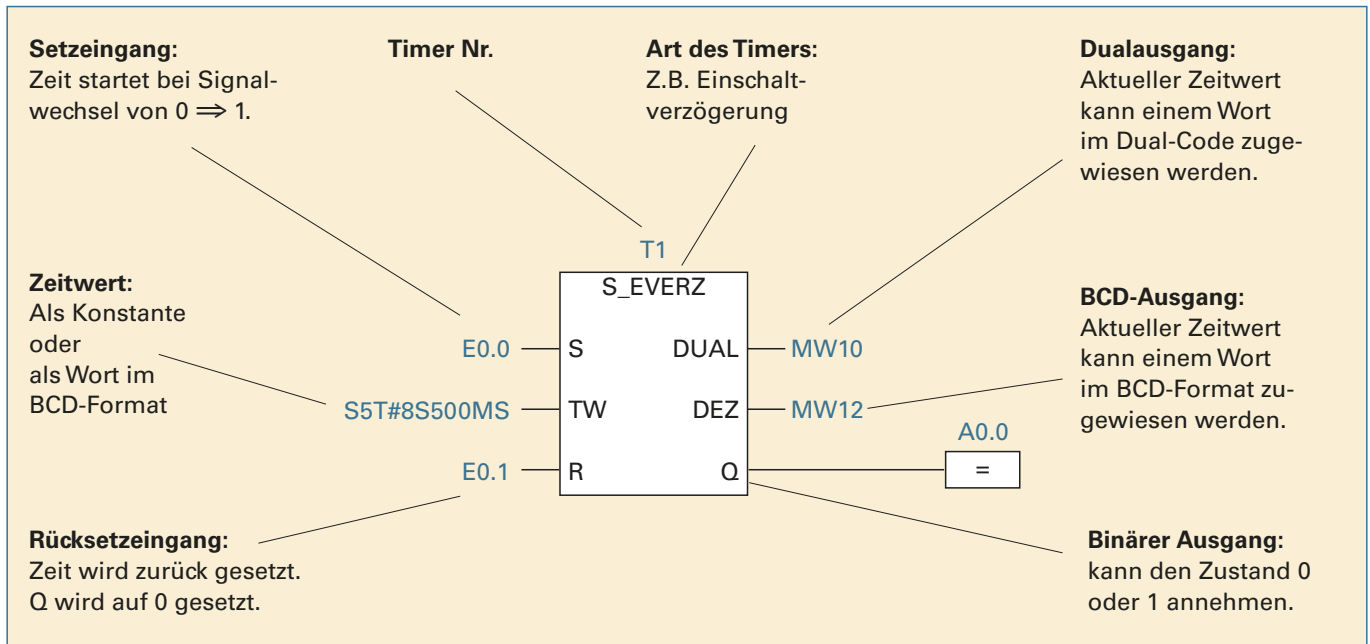 Setzeingang:
Zeit startet bei Signal-
wechsel von 0 ⇒ 1.
Timer Nr.
Art des Timers:
Z.B. Einschalt-
verzögerung
Dualausgang:
Aktueller Zeitwert
kann einem Wort
im Dual-Code zuge-
wiesen werden.
Zeitwert:
Als Konstante
oder
als Wort im
BCD-Format
T1
S_EVERZ
E0.0
S
DUAL
MW10
S5T#8S500MS
TW
DEZ
MW12
E0.1
R
Q
A0.0
=
BCD-Ausgang:
Aktueller Zeitwert
kann einem Wort
im BCD-Format zu-
gewiesen werden.
Rücksetzeingang:
Zeit wird zurück gesetzt.
Q wird auf 0 gesetzt.
Binärer Ausgang:
kann den Zustand 0
oder 1 annehmen.